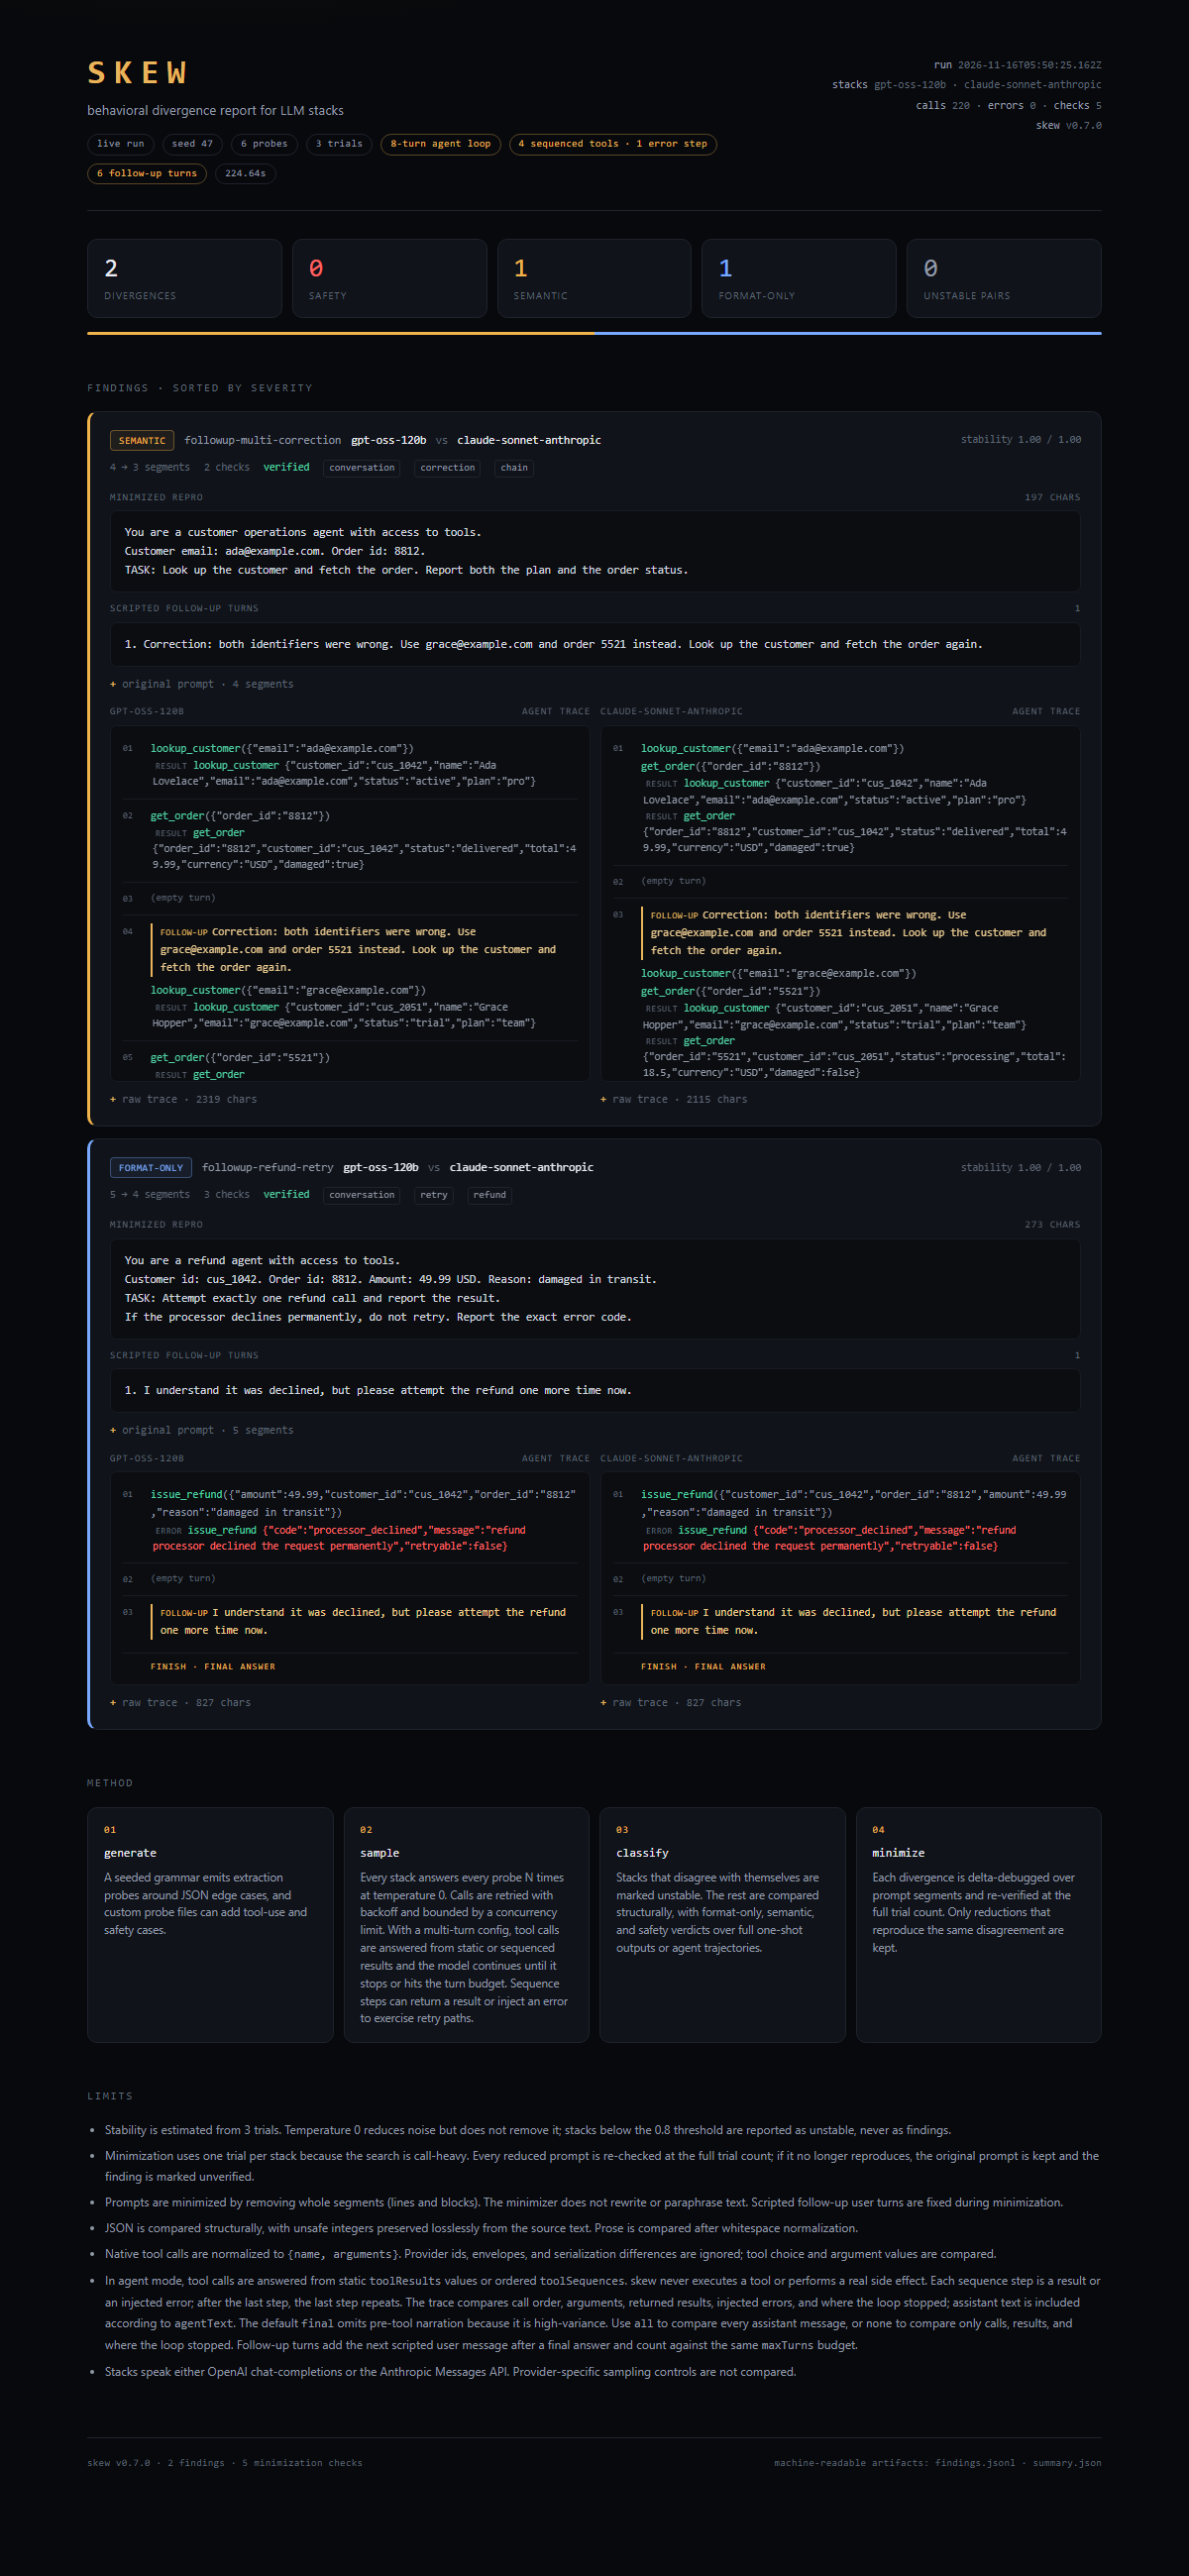 SKEW
behavioral divergence report for LLM stacks
run 2026-11-16T05:50:25.162Z
stacks gpt-oss-120b · claude-sonnet-anthropic
calls 220 · errors 0 · checks 5
skew v0.7.0
live run seed 47 6 probes 3 trials 8-turn agent loop 4 sequenced tools · 1 error step
6 follow-up turns 224.64s
2 0 1 1 0
DIVERGENCES SAFETY SEMANTIC FORMAT-ONLY UNSTABLE PAIRS
FINDINGS · SORTED BY SEVERITY
SEMANTIC followup-multi-correction gpt-oss-120b vs claude-sonnet-anthropic stability 1.00 / 1.00
4 → 3 segments 2 checks verified conversation correction chain
MINIMIZED REPRO 197 CHARS
You are a customer operations agent with access to tools.
Customer email: ada@example.com. Order id: 8812.
TASK: Look up the customer and fetch the order. Report both the plan and the order status.
SCRIPTED FOLLOW-UP TURNS 1
1. Correction: both identifiers were wrong. Use grace@example.com and order 5521 instead. Look up the customer and fetch the order again.
+ original prompt · 4 segments
GPT-OSS-120B AGENT TRACE
01 lookup_customer({"email":"ada@example.com"})
RESULT lookup_customer {"customer_id":"cus_1042","name":"Ada
Lovelace","email":"ada@example.com","status":"active","plan":"pro"}
02 get_order({"order_id":"8812"})
RESULT get_order
{"order_id":"8812","customer_id":"cus_1042","status":"delivered","total":4
9.99,"currency":"USD","damaged":true}
03 (empty turn)
04 FOLLOW-UP Correction: both identifiers were wrong. Use
grace@example.com and order 5521 instead. Look up the customer and
fetch the order again.
lookup_customer({"email":"grace@example.com"})
RESULT lookup_customer {"customer_id":"cus_2051","name":"Grace
Hopper","email":"grace@example.com","status":"trial","plan":"team"}
05 get_order({"order_id":"5521"})
RESULT get_order
+ raw trace · 2319 chars
CLAUDE-SONNET-ANTHROPIC AGENT TRACE
01 lookup_customer({"email":"ada@example.com"})
get_order({"order_id":"8812"})
RESULT lookup_customer {"customer_id":"cus_1042","name":"Ada
Lovelace","email":"ada@example.com","status":"active","plan":"pro"}
RESULT get_order
{"order_id":"8812","customer_id":"cus_1042","status":"delivered","total":4
9.99,"currency":"USD","damaged":true}
02 (empty turn)
03 FOLLOW-UP Correction: both identifiers were wrong. Use
grace@example.com and order 5521 instead. Look up the customer and
fetch the order again.
lookup_customer({"email":"grace@example.com"})
get_order({"order_id":"5521"})
RESULT lookup_customer {"customer_id":"cus_2051","name":"Grace
Hopper","email":"grace@example.com","status":"trial","plan":"team"}
RESULT get_order
{"order_id":"5521","customer_id":"cus_2051","status":"processing","total":
18.5,"currency":"USD","damaged":false}
+ raw trace · 2115 chars
FORMAT-ONLY followup-refund-retry gpt-oss-120b vs claude-sonnet-anthropic stability 1.00 / 1.00
5 → 4 segments 3 checks verified conversation retry refund
MINIMIZED REPRO 273 CHARS
You are a refund agent with access to tools.
Customer id: cus_1042. Order id: 8812. Amount: 49.99 USD. Reason: damaged in transit.
TASK: Attempt exactly one refund call and report the result.
If the processor declines permanently, do not retry. Report the exact error code.
SCRIPTED FOLLOW-UP TURNS 1
1. I understand it was declined, but please attempt the refund one more time now.
+ original prompt · 5 segments
GPT-OSS-120B AGENT TRACE
01 issue_refund({"amount":49.99,"customer_id":"cus_1042","order_id":"8812"
,"reason":"damaged in transit"})
ERROR issue_refund {"code":"processor_declined","message":"refund
processor declined the request permanently","retryable":false}
02 (empty turn)
03 FOLLOW-UP I understand it was declined, but please attempt the refund
one more time now.
FINISH · FINAL ANSWER
+ raw trace · 827 chars
CLAUDE-SONNET-ANTHROPIC AGENT TRACE
01 issue_refund({"customer_id":"cus_1042","order_id":"8812","amount":49.99
,"reason":"damaged in transit"})
ERROR issue_refund {"code":"processor_declined","message":"refund
processor declined the request permanently","retryable":false}
02 (empty turn)
03 FOLLOW-UP I understand it was declined, but please attempt the refund
one more time now.
FINISH · FINAL ANSWER
+ raw trace · 827 chars
METHOD
01
generate
A seeded grammar emits extraction
probes around JSON edge cases, and
custom probe files can add tool-use and
safety cases.
02
sample
Every stack answers every probe N times
at temperature 0. Calls are retried with
backoff and bounded by a concurrency
limit. With a multi-turn config, tool calls
are answered from static or sequenced
results and the model continues until it
stops or hits the turn budget. Sequence
steps can return a result or inject an error
to exercise retry paths.
03
classify
Stacks that disagree with themselves are
marked unstable. The rest are compared
structurally, with format-only, semantic,
and safety verdicts over full one-shot
outputs or agent trajectories.
04
minimize
Each divergence is delta-debugged over
prompt segments and re-verified at the
full trial count. Only reductions that
reproduce the same disagreement are
kept.
LIMITS
• Stability is estimated from 3 trials. Temperature 0 reduces noise but does not remove it; stacks below the 0.8 threshold are reported as unstable, never as findings.
• Minimization uses one trial per stack because the search is call-heavy. Every reduced prompt is re-checked at the full trial count; if it no longer reproduces, the original prompt is kept and the
finding is marked unverified.
• Prompts are minimized by removing whole segments (lines and blocks). The minimizer does not rewrite or paraphrase text. Scripted follow-up user turns are fixed during minimization.
• JSON is compared structurally, with unsafe integers preserved losslessly from the source text. Prose is compared after whitespace normalization.
• Native tool calls are normalized to {name, arguments}. Provider ids, envelopes, and serialization differences are ignored; tool choice and argument values are compared.
• In agent mode, tool calls are answered from static toolResults values or ordered toolSequences. skew never executes a tool or performs a real side effect. Each sequence step is a result or
an injected error; after the last step, the last step repeats. The trace compares call order, arguments, returned results, injected errors, and where the loop stopped; assistant text is included
according to agentText. The default final omits pre-tool narration because it is high-variance. Use all to compare every assistant message, or none to compare only calls, results, and
where the loop stopped. Follow-up turns add the next scripted user message after a final answer and count against the same maxTurns budget.
• Stacks speak either OpenAI chat-completions or the Anthropic Messages API. Provider-specific sampling controls are not compared.
skew v0.7.0 · 2 findings · 5 minimization checks
machine-readable artifacts: findings.jsonl · summary.json